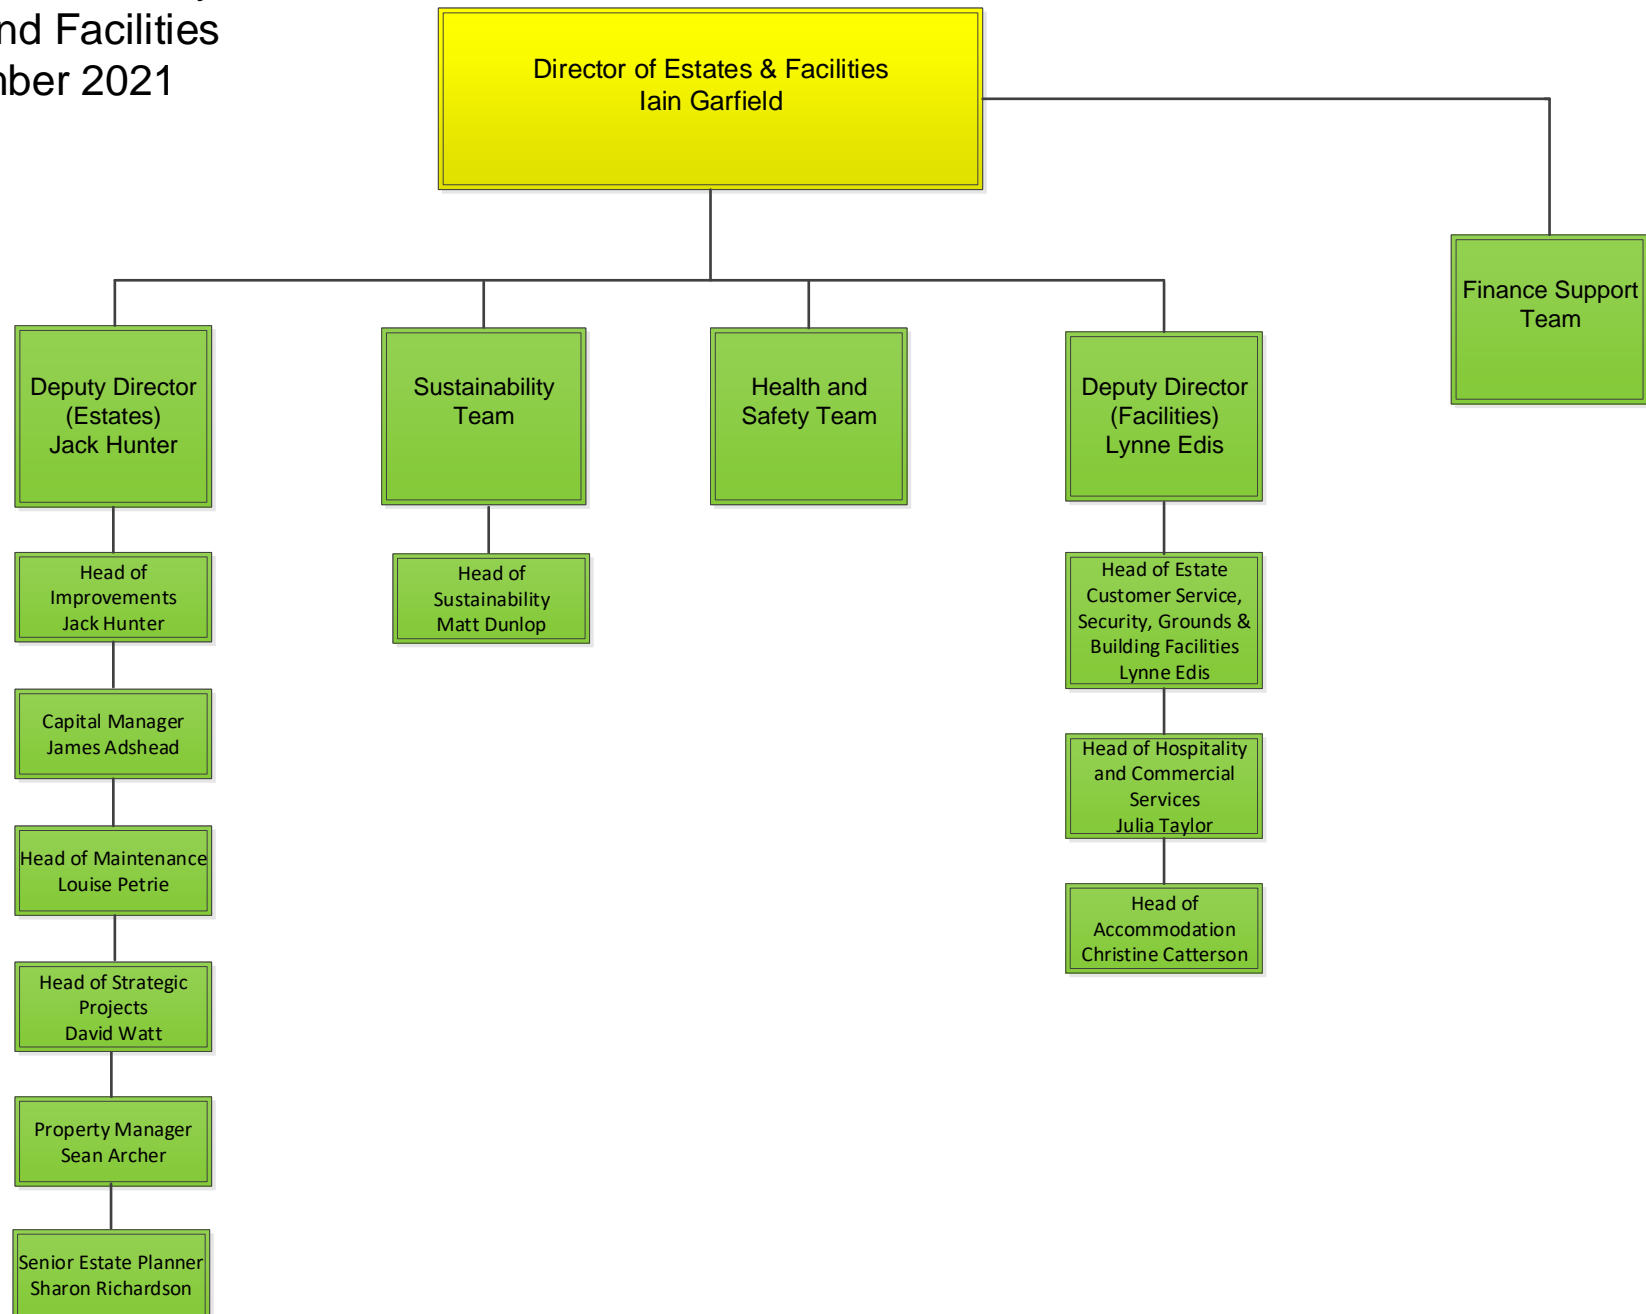 and Facilities
2021
Director of Estates & Facilities
Iain Garfield
Finance Support
Team
Deputy Director
(Estates)
Jack Hunter
Sustainability
Team
Health and
Safety Team
Deputy Director
(Facilities)
Lynne Edis
Head of
Improvements
Jack Hunter
Head of
Sustainability
Matt Dunlop
Head of Estate
Customer Service,
Security, Grounds &
Building Facilities
Lynne Edis
Capital Manager
James Adshead
Head of Hospitality
and Commercial
Services
Julia Taylor
Head of Maintenance
Louise Petrie
Head of
Accommodation
Christine Catterson
Head of Strategic
Projects
David Watt
Property Manager
Sean Archer
Senior Estate Planner
Sharon Richardson